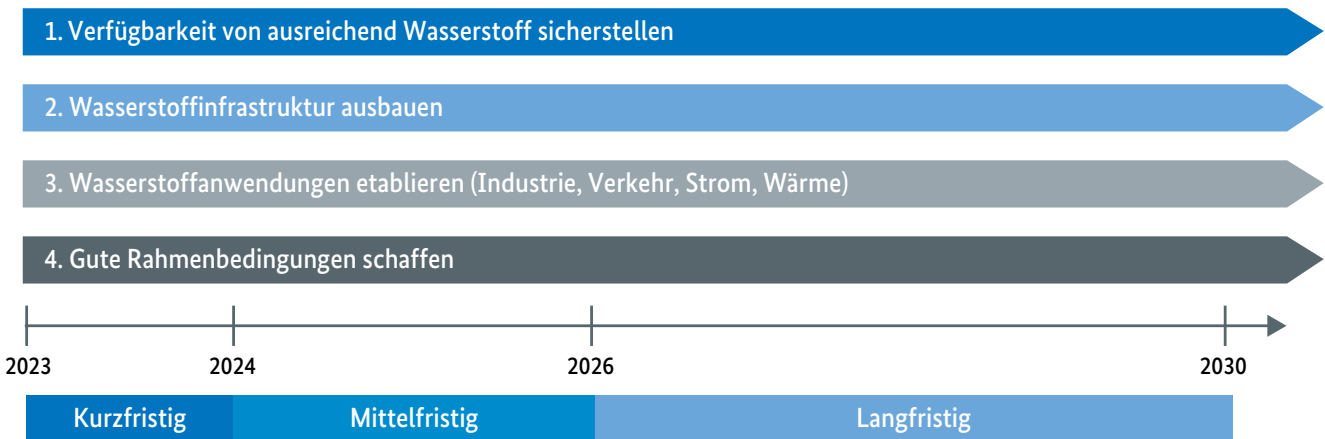 1. Verfügbarkeit von ausreichend Wasserstoff sicherstellen
2. Wasserstoffinfrastruktur ausbauen
3. Wasserstoffanwendungen etablieren (Industrie, Verkehr, Strom, Wärme)
4. Gute Rahmenbedingungen schaffen
2023 2024 2026 2030
Kurzfristig Mittelfristig Langfristig